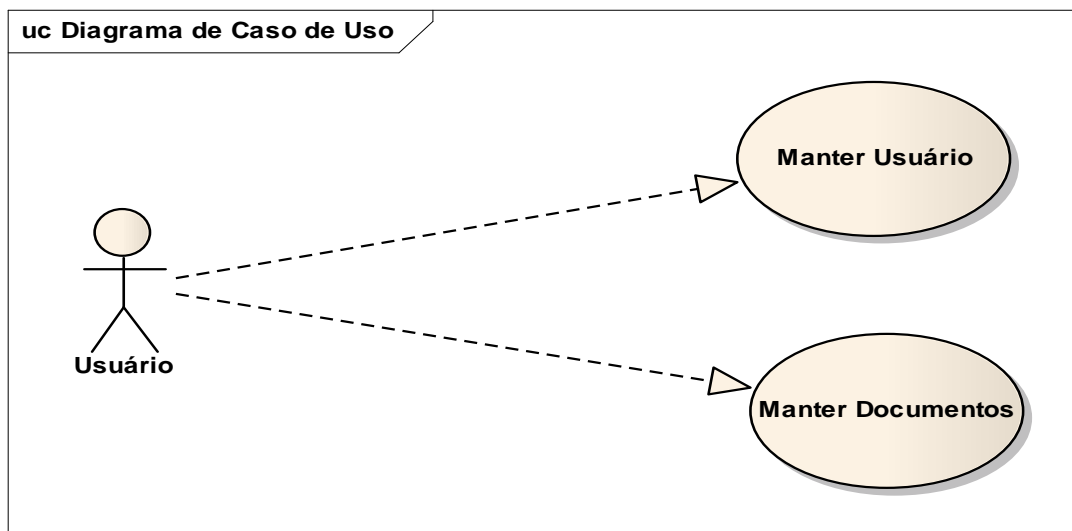 uc Diagrama de Caso de Uso
Manter Usuário
Usuário
Manter Documentos